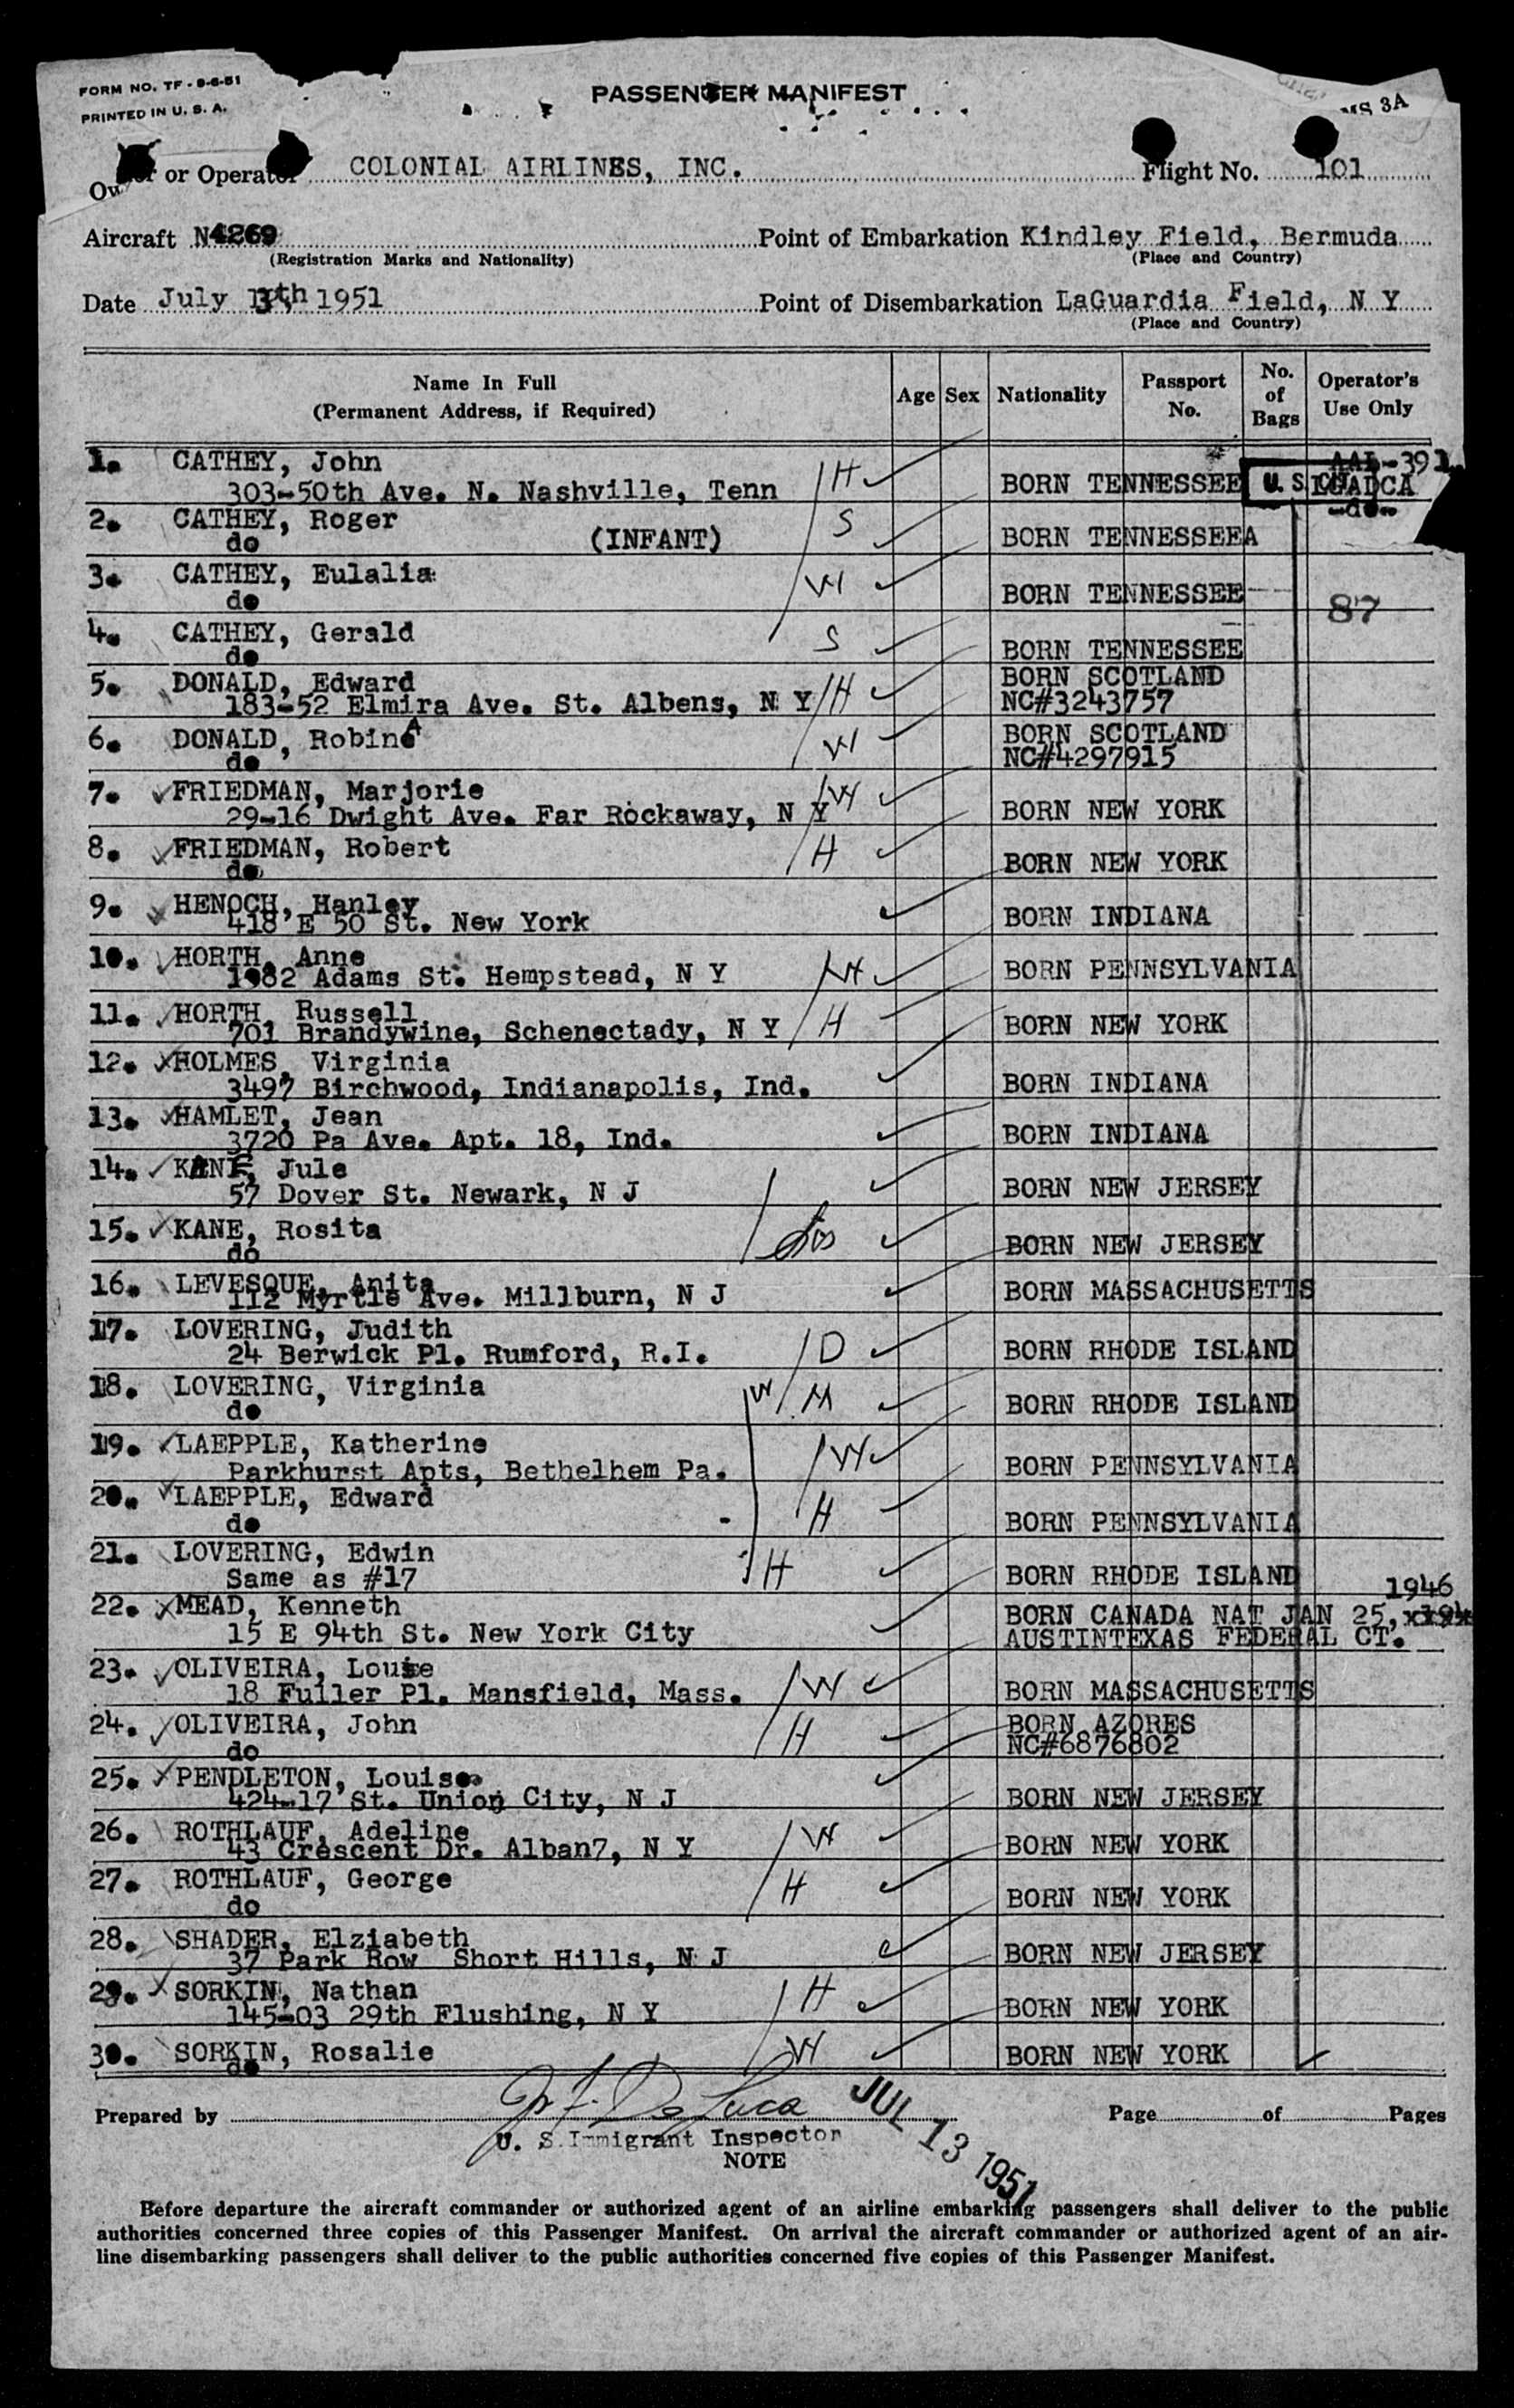 FORM NO. TF-8-6-51
PRINTED IN U. S. A.
PASSENGER MANIFEST
MS 3A
or Operator COLONIAL AIRLINES, INC. Flight No. 101
Aircraft N4269 Point of Embarkation Kindley Field, Bermuda
(Registration Marks and Nationality) (Place and Country)
Date July 13th 1951 Point of Disembarkation LaGuardia Field, N Y
(Place and Country)
Name In Full
(Permanent Address, if Required)
Age Sex Nationality Passport No. No. of Bags Operator's Use Only
1. CATHEY, John AAL-391
303-50th Ave. N. Nashville, Tenn H BORN TENNESSEE U. S. LGADCA
2. CATHEY, Roger S -do-
do (INFANT) BORN TENNESSEEA
3. CATHEY, Eulalia W
do BORN TENNESSEE 87
4. CATHEY, Gerald S
do BORN TENNESSEE
5. DONALD, Edward H BORN SCOTLAND
183-52 Elmira Ave. St. Albens, N Y NC#3243757
6. DONALD, RobinA W BORN SCOTLAND
do NC#4297915
7. FRIEDMAN, Marjorie W
29-16 Dwight Ave. Far Rockaway, N Y BORN NEW YORK
8. FRIEDMAN, Robert H
do BORN NEW YORK
9. HENOCH, Hanley
418 E 50 St. New York BORN INDIANA
10. HORTH, Anne
1982 Adams St. Hempstead, N Y W BORN PENNSYLVANIA
11. HORTH, Russell
701 Brandywine, Schenectady, N Y H BORN NEW YORK
12. HOLMES, Virginia
3497 Birchwood, Indianapolis, Ind. BORN INDIANA
13. HAMLET, Jean
3720 Pa Ave. Apt. 18, Ind. BORN INDIANA
14. KANE, Jule
57 Dover St. Newark, N J BORN NEW JERSEY
15. KANE, Rosita Sis
do BORN NEW JERSEY
16. LEVESQUE, Anita
112 Myrtle Ave. Millburn, N J BORN MASSACHUSETTS
17. LOVERING, Judith
24 Berwick Pl. Rumford, R.I. D BORN RHODE ISLAND
18. LOVERING, Virginia W M
do BORN RHODE ISLAND
19. LAEPPLE, Katherine W
Parkhurst Apts, Bethelhem Pa. BORN PENNSYLVANIA
20. LAEPPLE, Edward H
do BORN PENNSYLVANIA
21. LOVERING, Edwin H
Same as #17 BORN RHODE ISLAND
1946
22. MEAD, Kenneth BORN CANADA NAT JAN 25, x194x
15 E 94th St. New York City AUSTINTEXAS FEDERAL CT.
23. OLIVEIRA, Louise W
18 Fuller Pl. Mansfield, Mass. BORN MASSACHUSETTS
24. OLIVEIRA, John H BORN AZORES
do NC#6876802
25. PENDLETON, Louise
424-17 St. Union City, N J BORN NEW JERSEY
26. ROTHLAUF, Adeline W
43 Crescent Dr. Alban7, N Y BORN NEW YORK
27. ROTHLAUF, George H
do BORN NEW YORK
28. SHADER, Elziabeth
37 Park Row Short Hills, N J BORN NEW JERSEY
29. SORKIN, Nathan H
145-03 29th Flushing, N Y BORN NEW YORK
30. SORKIN, Rosalie W BORN NEW YORK
do
Prepared by De Luca JUL 13 1951 Page of Pages
U. S. Immigrant Inspector
NOTE
Before departure the aircraft commander or authorized agent of an airline embarking passengers shall deliver to the public
authorities concerned three copies of this Passenger Manifest. On arrival the aircraft commander or authorized agent of an air-
line disembarking passengers shall deliver to the public authorities concerned five copies of this Passenger Manifest.